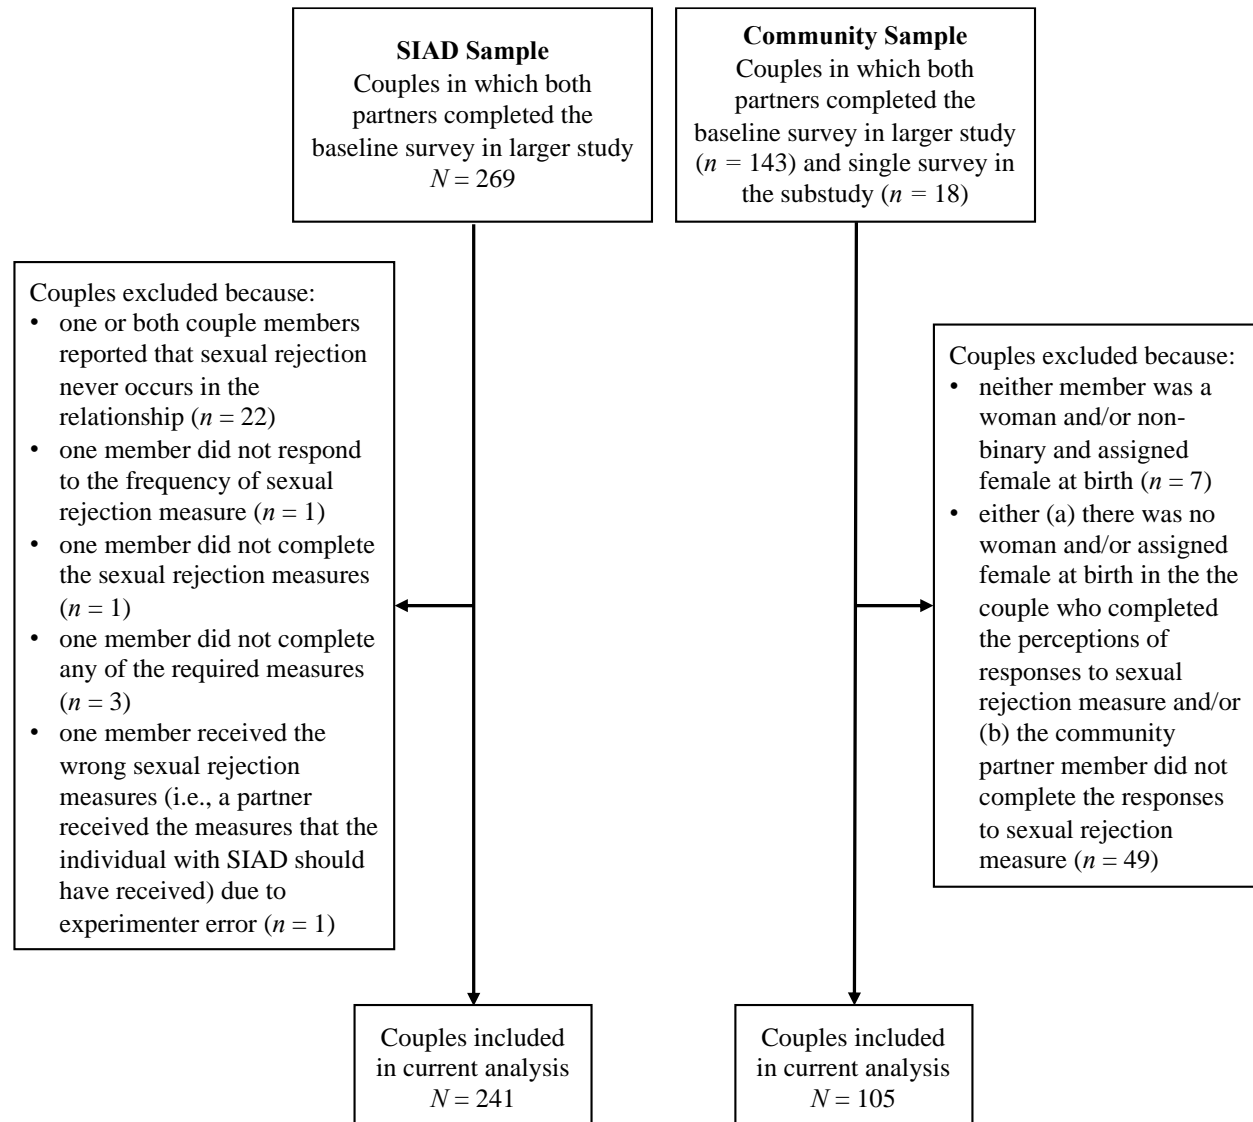 SIAD Sample
Couples in which both
partners completed the
baseline survey in larger study
N = 269
Community Sample
Couples in which both
partners completed the
baseline survey in larger study
(n = 143) and single survey in
the substudy (n = 18)
Couples excluded because:
• one or both couple members
reported that sexual rejection
never occurs in the
relationship (n = 22)
• one member did not respond
to the frequency of sexual
rejection measure (n = 1)
• one member did not complete
the sexual rejection measures
(n = 1)
• one member did not complete
any of the required measures
(n = 3)
• one member received the
wrong sexual rejection
measures (i.e., a partner
received the measures that the
individual with SIAD should
have received) due to
experimenter error (n = 1)
Couples excluded because:
• neither member was a
woman and/or non-
binary and assigned
female at birth (n = 7)
• either (a) there was no
woman and/or assigned
female at birth in the the
couple who completed
the perceptions of
responses to sexual
rejection measure and/or
(b) the community
partner member did not
complete the responses
to sexual rejection
measure (n = 49)
Couples included
in current analysis
N = 241
Couples included
in current analysis
N = 105